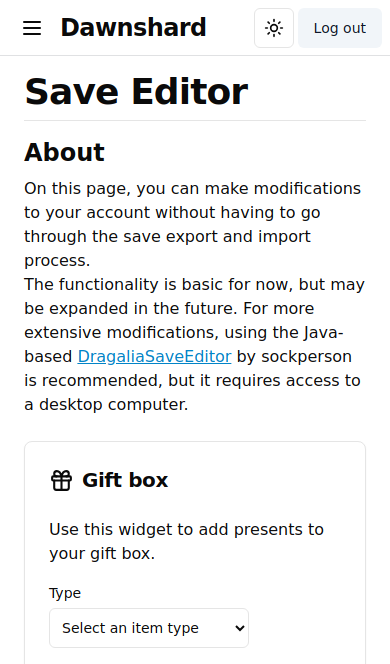 Dawnshard
Log out
Save Editor
About
On this page, you can make modifications
to your account without having to go
through the save export and import
process.
The functionality is basic for now, but may
be expanded in the future. For more
extensive modifications, using the Java-
based DragaliaSaveEditor by sockperson
is recommended, but it requires access to
a desktop computer.
Gift box
Use this widget to add presents to
your gift box.
Type
Select an item type